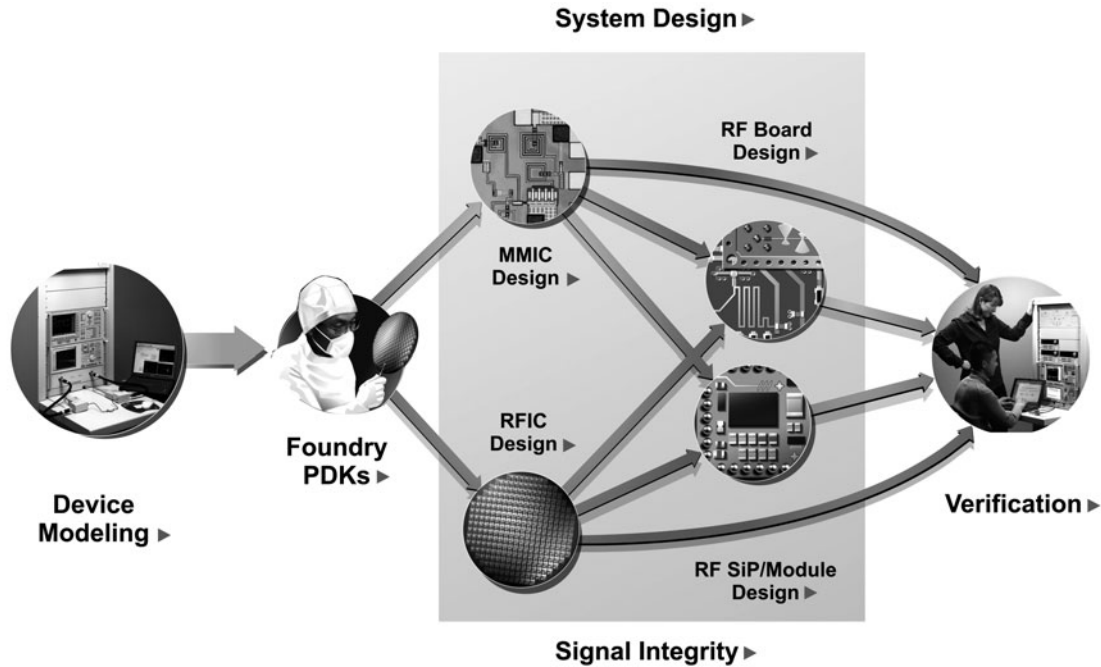 System Design ▶
RF Board
Design ▶
MMIC
Design ▶
RFIC
Design ▶
Foundry
PDKs ▶
Device
Modeling ▶
Verification ▶
RF SiP/Module
Design ▶
Signal Integrity ▶